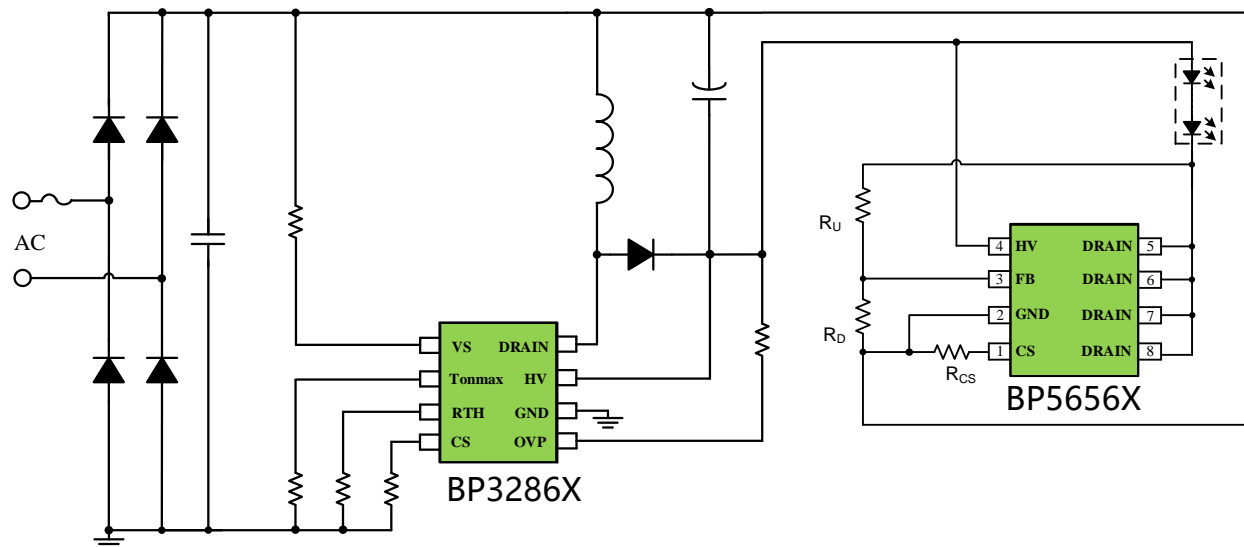 AC
VS DRAIN
Tonmax HV
RTH GND
CS OVP
BP3286X
RU
RD
RCS
4 HV DRAIN 5
3 FB DRAIN 6
2 GND DRAIN 7
1 CS DRAIN 8
BP5656X